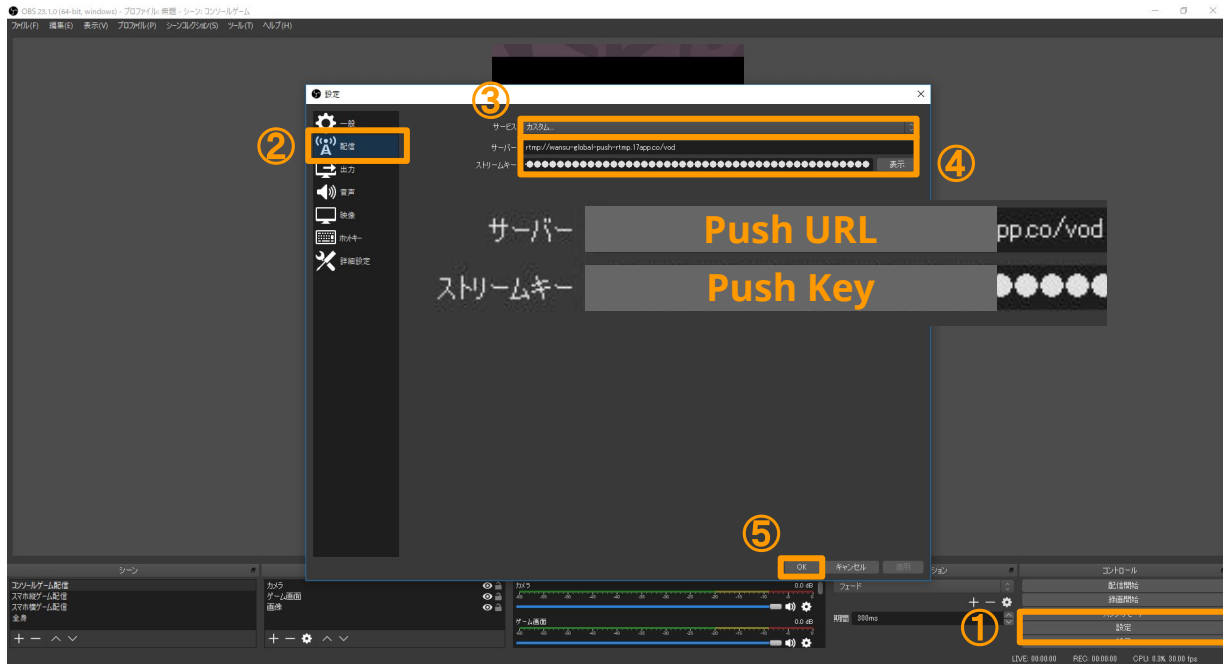 OBS 23.1.0 (64-bit, windows) - プロファイル: 無題 - シーン: コンソールゲーム
ファイル(F) 編集(E) 表示(V) プロファイル(P) シーンコレクション(S) ツール(T) ヘルプ(H)
設定
③
② 一般
配信
出力
音声
映像
ホットキー
詳細設定
サービス カスタム...
サーバー rtmp://wansu-global-push-rtmp.17app.co/vod
ストリームキー ●●●●●●●●●●●●●●●●●●●●●●●●●●●●●●●●●●●●●●●●●●●● 表示
④
サーバー Push URL pp.co/vod
ストリームキー Push Key ●●●●●
⑤
OK キャンセル 適用
シーン
コンソールゲーム配信
スマホ縦ゲーム配信
スマホ横ゲーム配信
全身
カメラ
ゲーム画面
画像
カメラ 0.0 dB
ゲーム画面 0.0 dB
ション
フェード
期間 300ms
コントロール
配信開始
録画開始
① 設定
LIVE: 00:00:00 REC: 00:00:00 CPU: 0.3%, 30.00 fps